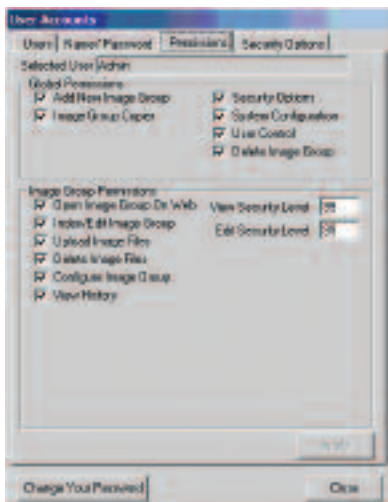 User Accounts
Users Name/Password Permissions Security Options
Selected User Admin
Global Permissions
Add New Image Group Security Options
Image Group Copier System Configuration
User Control
Delete Image Group
Image Group Permissions
Open Image Group On Web View Security Level 99
Index/Edit Image Group Edit Security Level 99
Upload Image Files
Delete Image Files
Configure Image Group
View History
Apply
Change Your Password Close